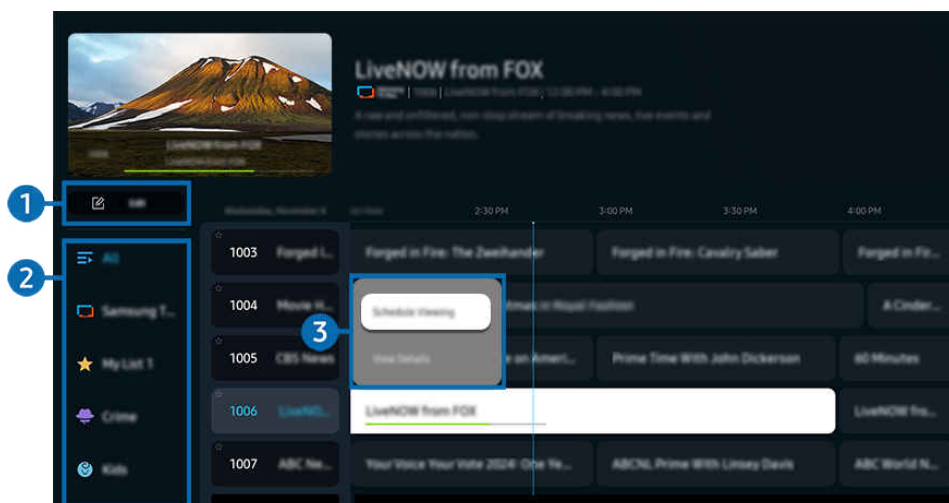 LiveNOW from FOX
1
Edit
2:30 PM
3:00 PM
3:30 PM
4:00 PM
2
All
1003
Forged in Fire: The Zweihander
Forged in Fire: Cavalry Saber
Forged in Fir...
Samsung T...
1004
Movie H...
3
Schedule Viewing
A Cinder...
My List 1
1005
CBS News
View Details
Prime Time With John Dickerson
60 Minutes
Crime
1006
LiveNO...
LiveNOW from FOX
LiveNOW fro...
Kids
1007
ABC Ne...
Your Voice Your Vote 2024: One Ye...
ABCNL Prime With Linsey Davis
ABC World N...